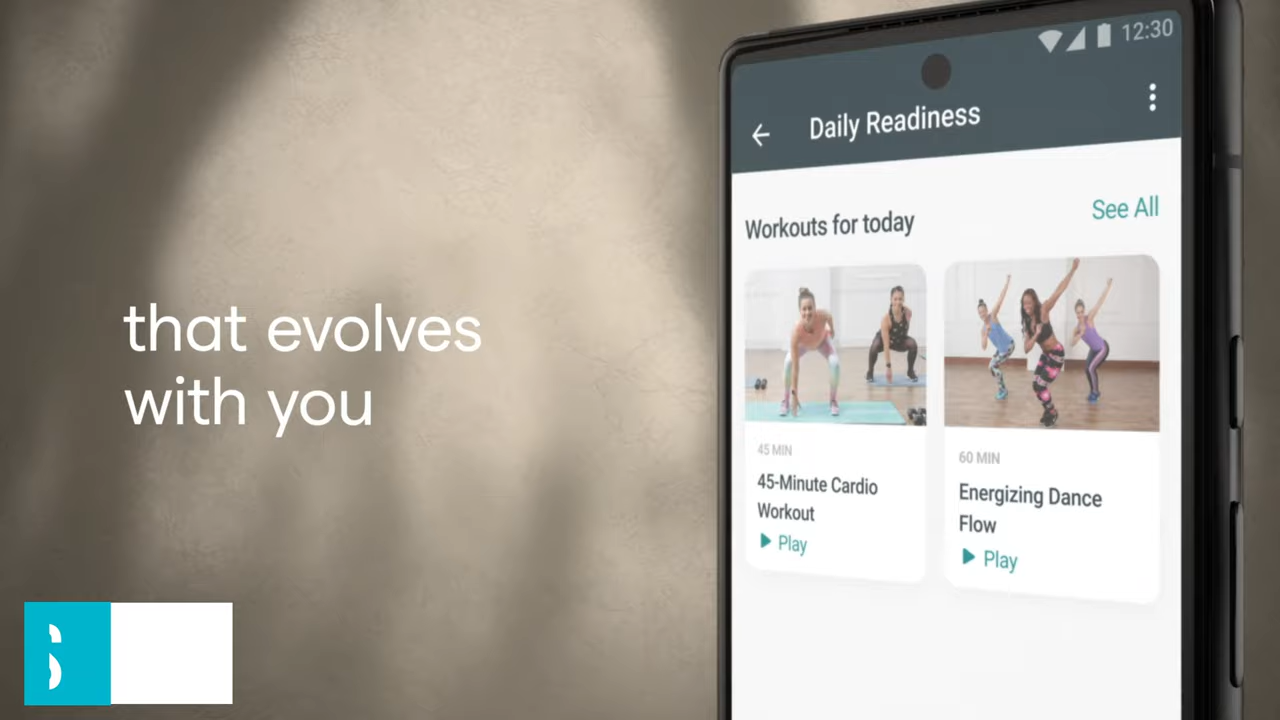 that evolves
with you
12:30
Daily Readiness
Workouts for today
See All
45 MIN
45-Minute Cardio
Workout
Play
60 MIN
Energizing Dance
Flow
Play